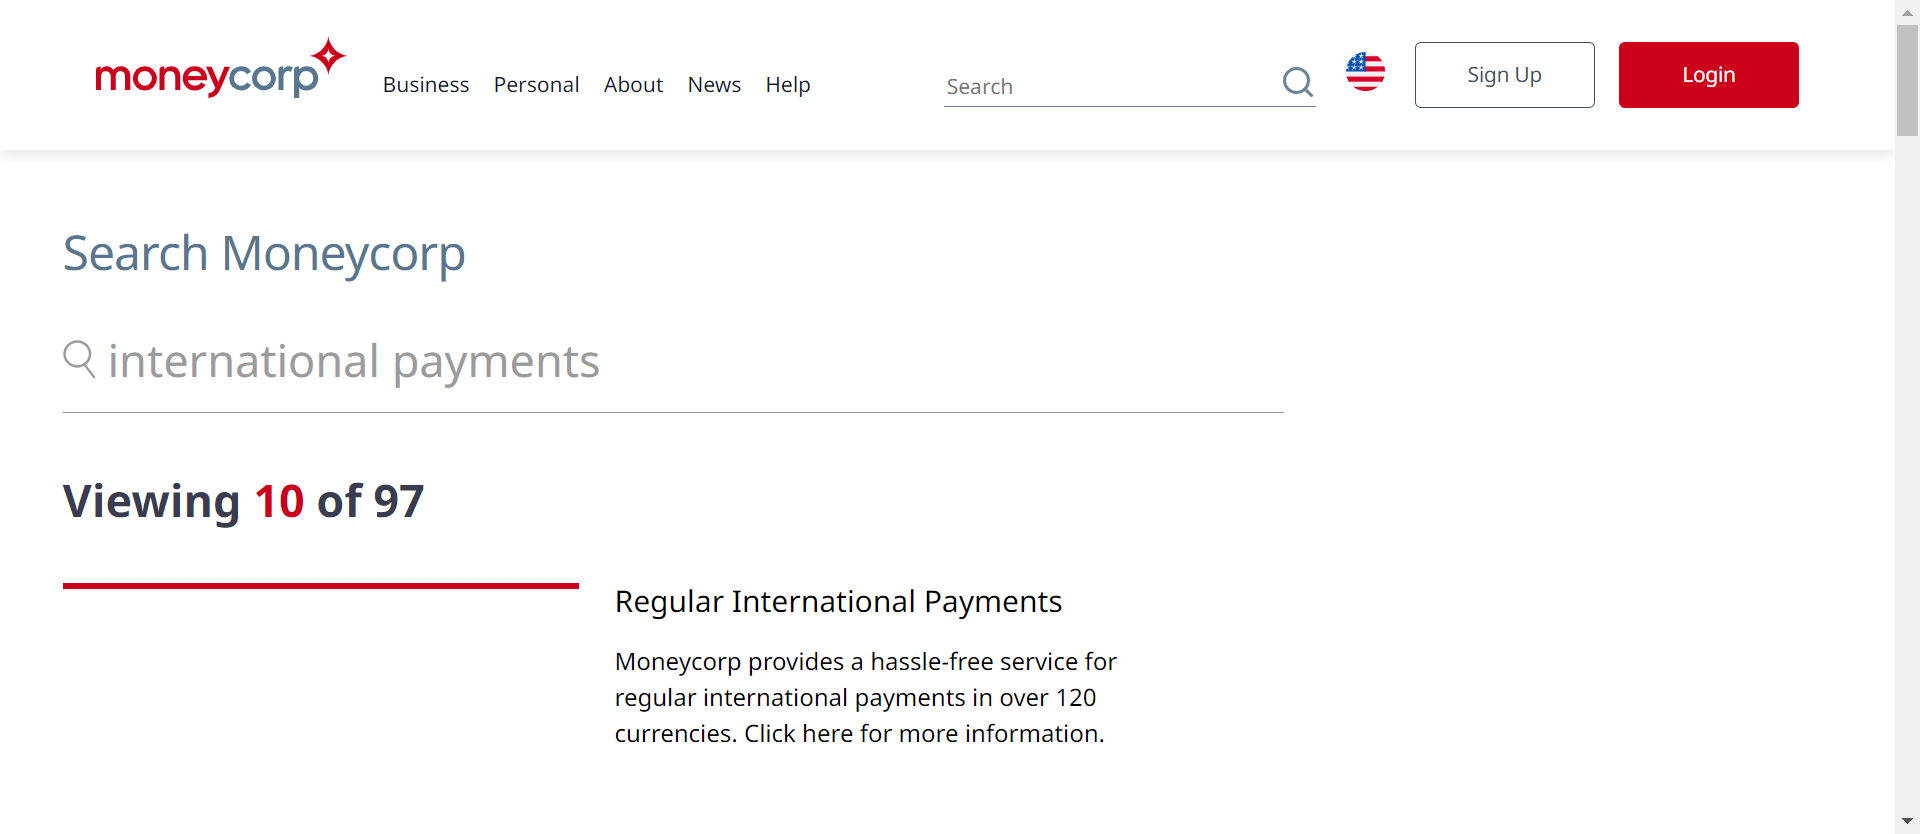 moneycorp
Business Personal About News Help
Search
Sign Up
Login
Search Moneycorp
international payments
Viewing 10 of 97
Regular International Payments
Moneycorp provides a hassle-free service for
regular international payments in over 120
currencies. Click here for more information.